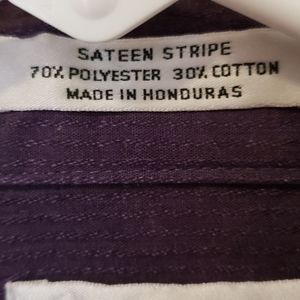 SATEEN STRIPE
70% POLYESTER 30% COTTON
MADE IN HONDURAS